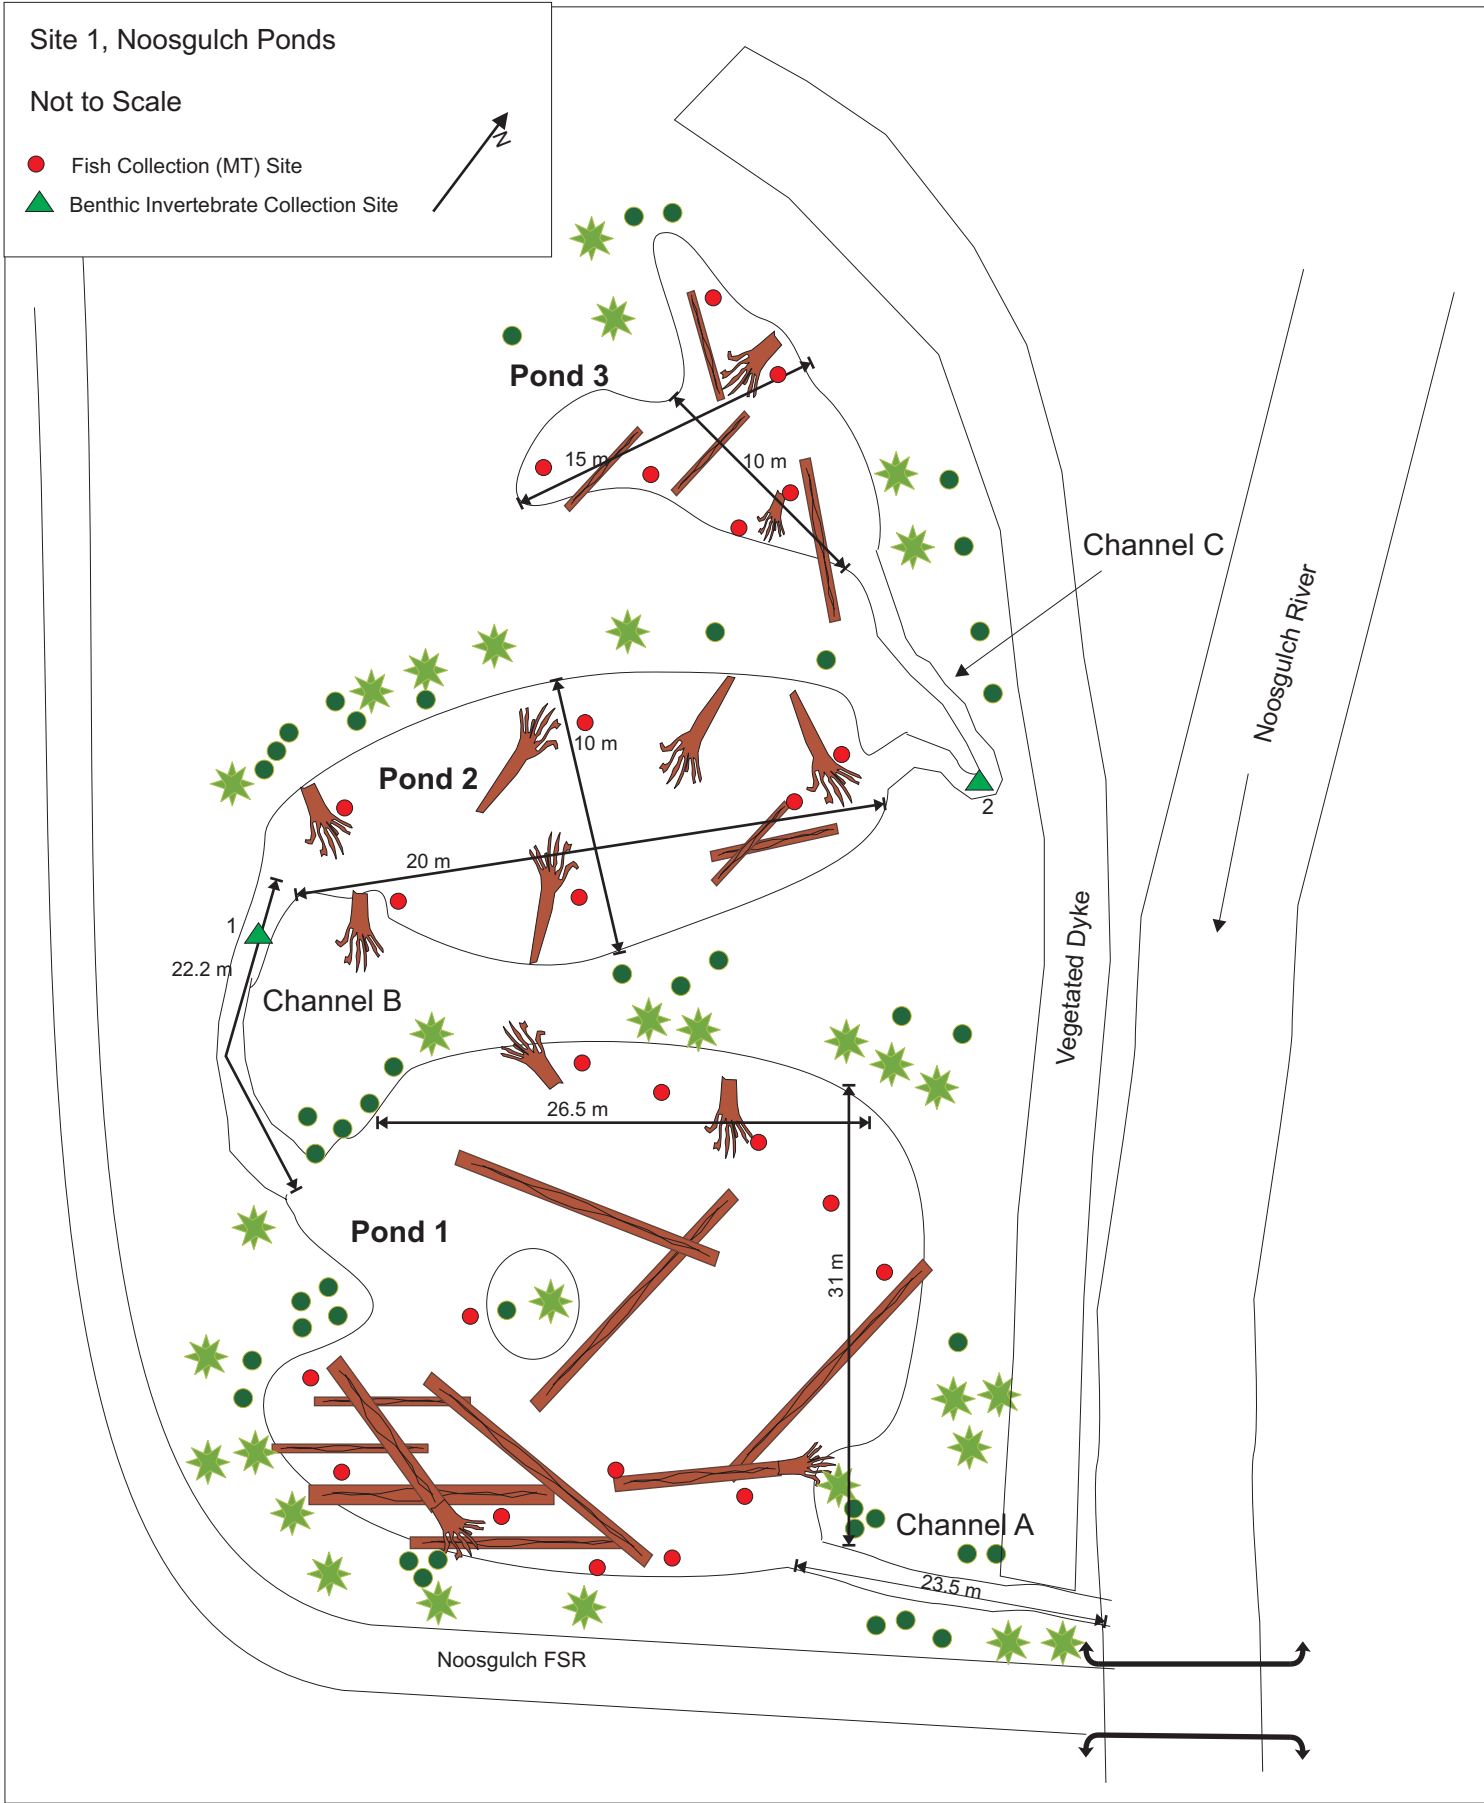 Site 1, Noosgulch Ponds
Not to Scale
N
Fish Collection (MT) Site
Benthic Invertebrate Collection Site
Pond 3
15 m
10 m
Channel C
Noosgulch River
Pond 2
10 m
20 m
2
1
22.2 m
Channel B
Vegetated Dyke
26.5 m
Pond 1
31 m
Channel A
23.5 m
Noosgulch FSR